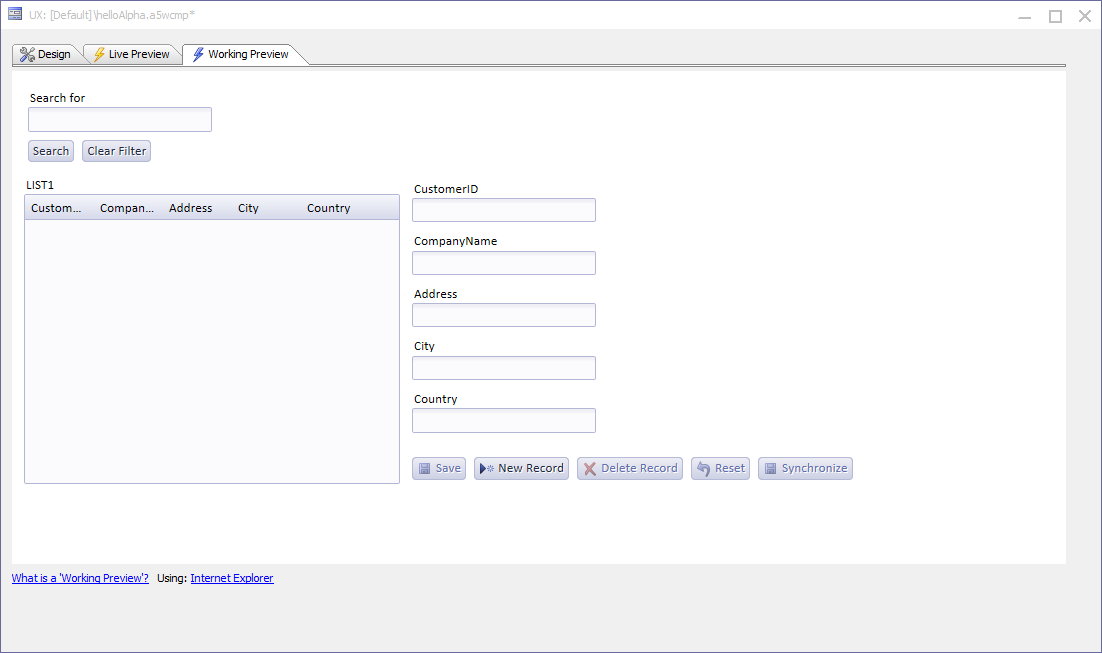 UX: [Default]\helloAlpha.a5wcmp*
Design Live Preview Working Preview
Search for
Search Clear Filter
LIST1
Custom... Compan... Address City Country
CustomerID
CompanyName
Address
City
Country
Save New Record Delete Record Reset Synchronize
What is a 'Working Preview'? Using: Internet Explorer